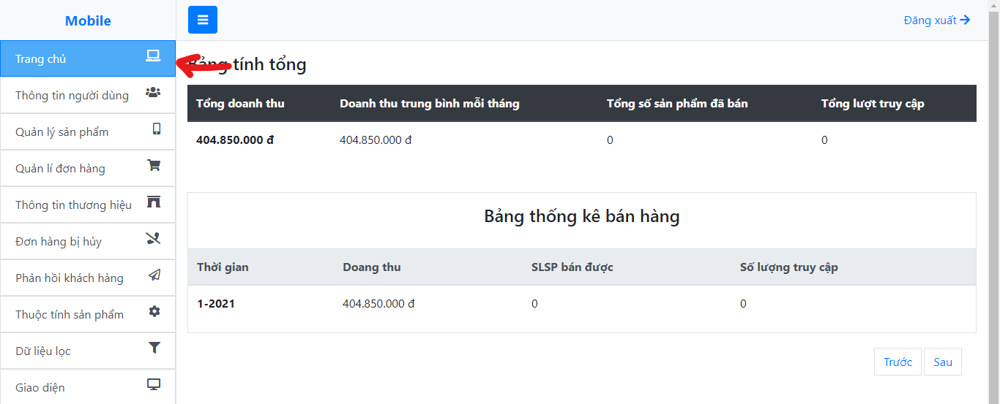 Mobile
Đăng xuất
Trang chủ
Thông tin người dùng
Quản lý sản phẩm
Quản lí đơn hàng
Thông tin thương hiệu
Đơn hàng bị hủy
Phản hồi khách hàng
Thuộc tính sản phẩm
Dữ liệu lọc
Giao diện
Bảng tính tổng
Tổng doanh thu Doanh thu trung bình mỗi tháng Tổng số sản phẩm đã bán Tổng lượt truy cập
404.850.000 đ 404.850.000 đ 0 0
Bảng thống kê bán hàng
Thời gian Doang thu SLSP bán được Số lượng truy cập
1-2021 404.850.000 đ 0 0
Trước Sau